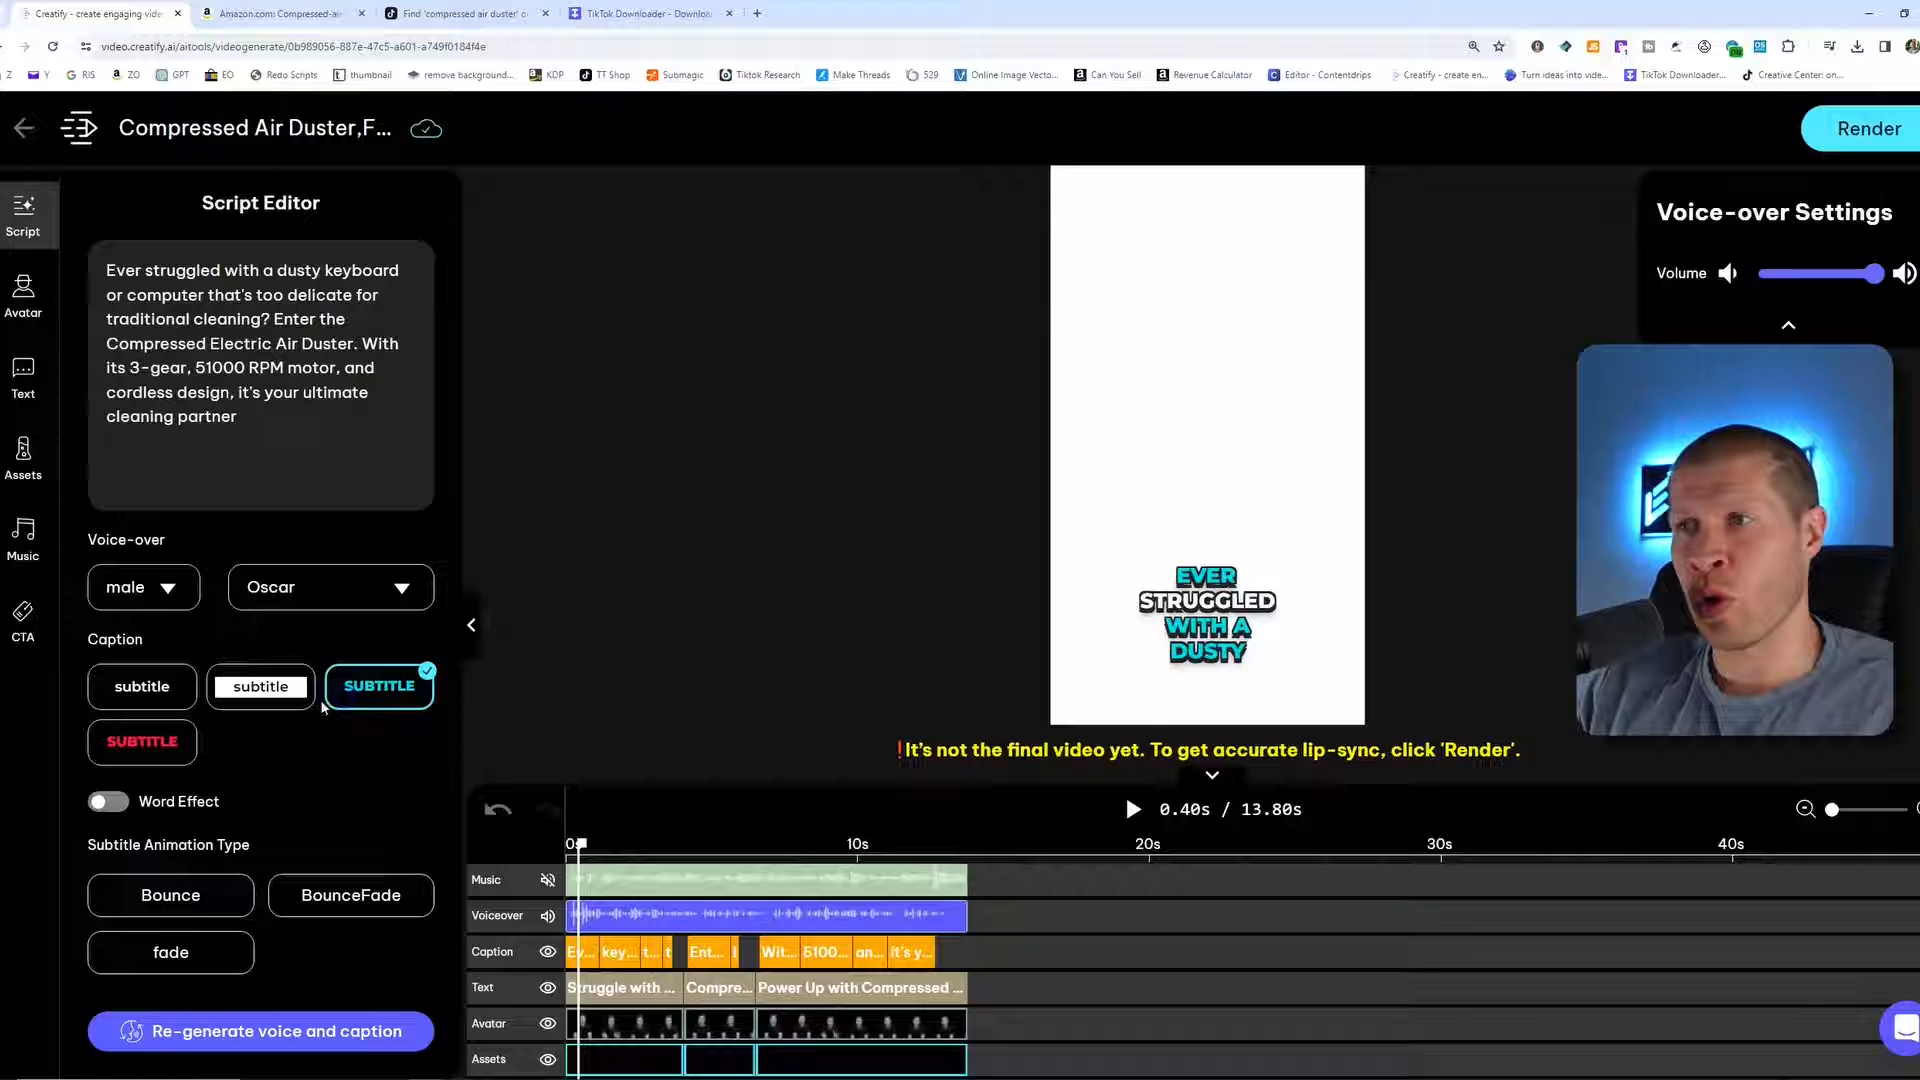 Creatify - create engaging vide
Amazon.com: Compressed-ai
Find 'compressed air duster' o
TikTok Downloader - Downloa
video.creatify.ai/aitools/videogenerate/0b989056-887e-47c5-a601-a749f0184f4e
Z
Y
RIS
ZO
GPT
EO
Redo Scripts
thumbnail
remove background...
KDP
TT Shop
Submagic
Tiktok Research
Make Threads
529
Online Image Vecto...
Can You Sell
Revenue Calculator
Editor - Contentdrips
Creatify - create en...
Turn ideas into vide...
TikTok Downloader...
Creative Center: on...
Compressed Air Duster,F...
Render
Script
Avatar
Text
Assets
Music
CTA
Script Editor
Ever struggled with a dusty keyboard
or computer that's too delicate for
traditional cleaning? Enter the
Compressed Electric Air Duster. With
its 3-gear, 51000 RPM motor, and
cordless design, it's your ultimate
cleaning partner
Voice-over
male
Oscar
Caption
subtitle
subtitle
SUBTITLE
SUBTITLE
Word Effect
Subtitle Animation Type
Bounce
BounceFade
fade
Re-generate voice and caption
EVER
STRUGGLED
WITH A
DUSTY
!It's not the final video yet. To get accurate lip-sync, click 'Render'.
Voice-over Settings
Volume
0.40s / 13.80s
0s
10s
20s
30s
40s
Music
Voiceover
Caption
Ev...
key...
t...
t
Ent...
I
Wit...
5100...
an...
it's y...
Text
Struggle with ...
Compre...
Power Up with Compressed ...
Avatar
Assets